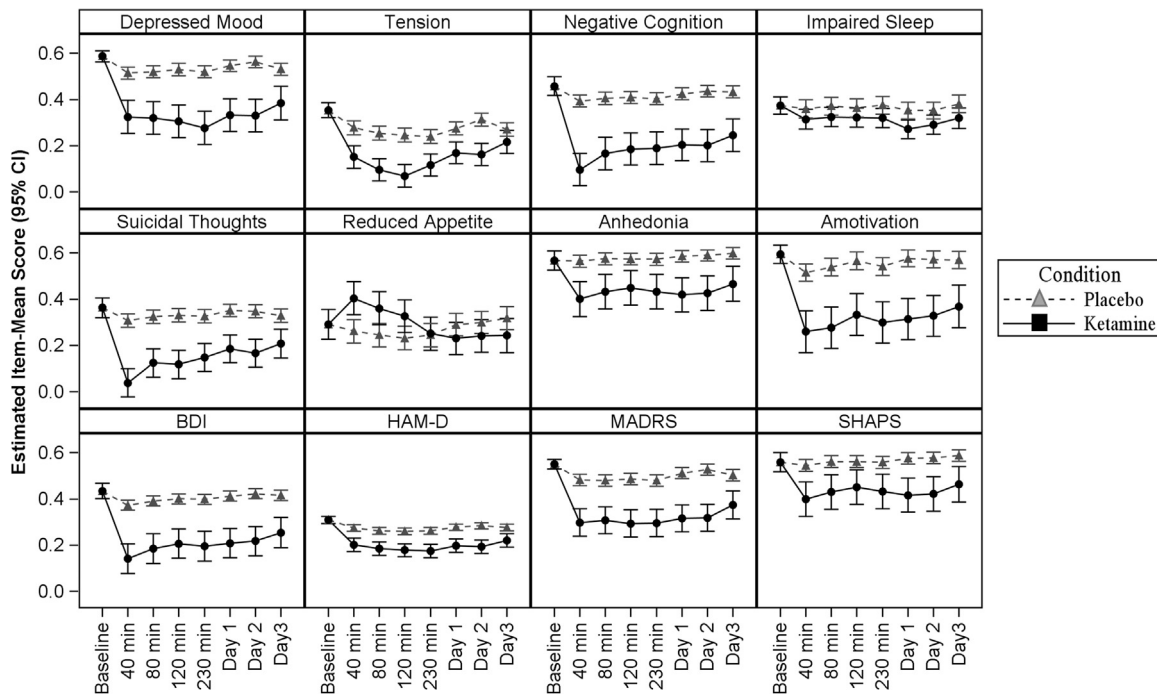 Estimated Item-Mean Score (95% CI)
Depressed Mood
Tension
Negative Cognition
Impaired Sleep
0.6
0.4
0.2
0.0
Suicidal Thoughts
Reduced Appetite
Anhedonia
Amotivation
0.6
0.4
0.2
0.0
BDI
HAM-D
MADRS
SHAPS
0.6
0.4
0.2
0.0
Baseline
40 min
80 min
120 min
230 min
Day 1
Day 2
Day3
Baseline
40 min
80 min
120 min
230 min
Day 1
Day 2
Day3
Baseline
40 min
80 min
120 min
230 min
Day 1
Day 2
Day3
Baseline
40 min
80 min
120 min
230 min
Day 1
Day 2
Day3
Condition
Placebo
Ketamine